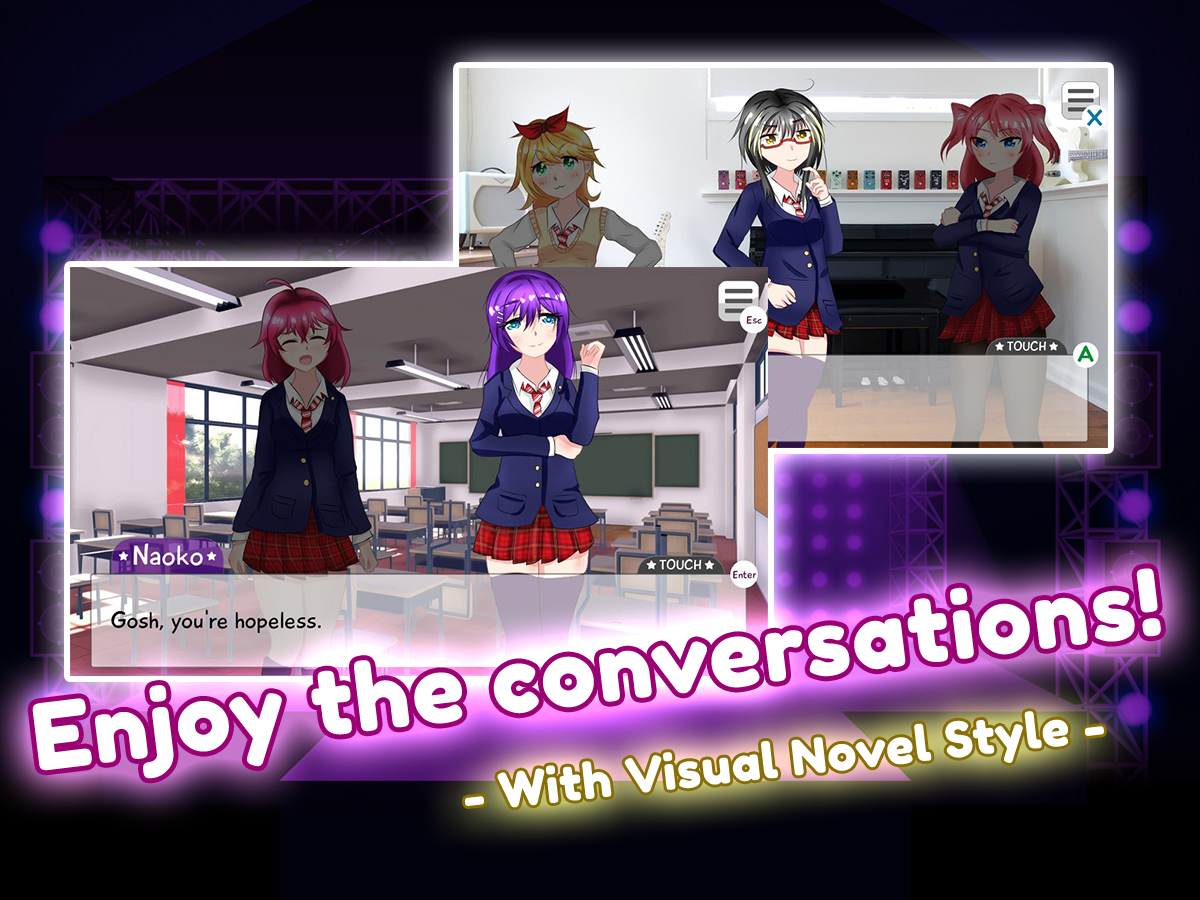 X
★ TOUCH ★
A
Esc
★Naoko★
★ TOUCH ★
Enter
Gosh, you're hopeless.
Enjoy the conversations!
- With Visual Novel Style -